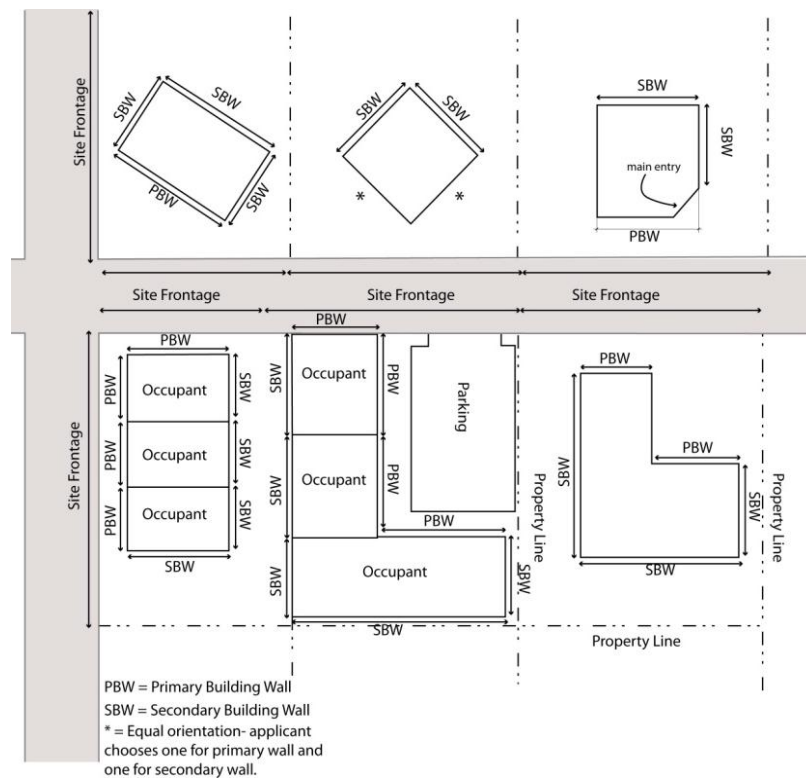 Site Frontage
SBW
SBW
PBW
SBW
SBW
SBW
*
*
SBW
SBW
main entry
PBW
Site Frontage
Site Frontage
Site Frontage
Site Frontage
PBW
PBW
PBW
PBW
Occupant
Occupant
Occupant
SBW
SBW
SBW
SBW
PBW
SBW
SBW
SBW
Occupant
Occupant
Occupant
PBW
PBW
PBW
SBW
SBW
Parking
Property Line
PBW
PBW
SBW
SBW
SBW
Property Line
Property Line
PBW = Primary Building Wall
SBW = Secondary Building Wall
* = Equal orientation- applicant
chooses one for primary wall and
one for secondary wall.